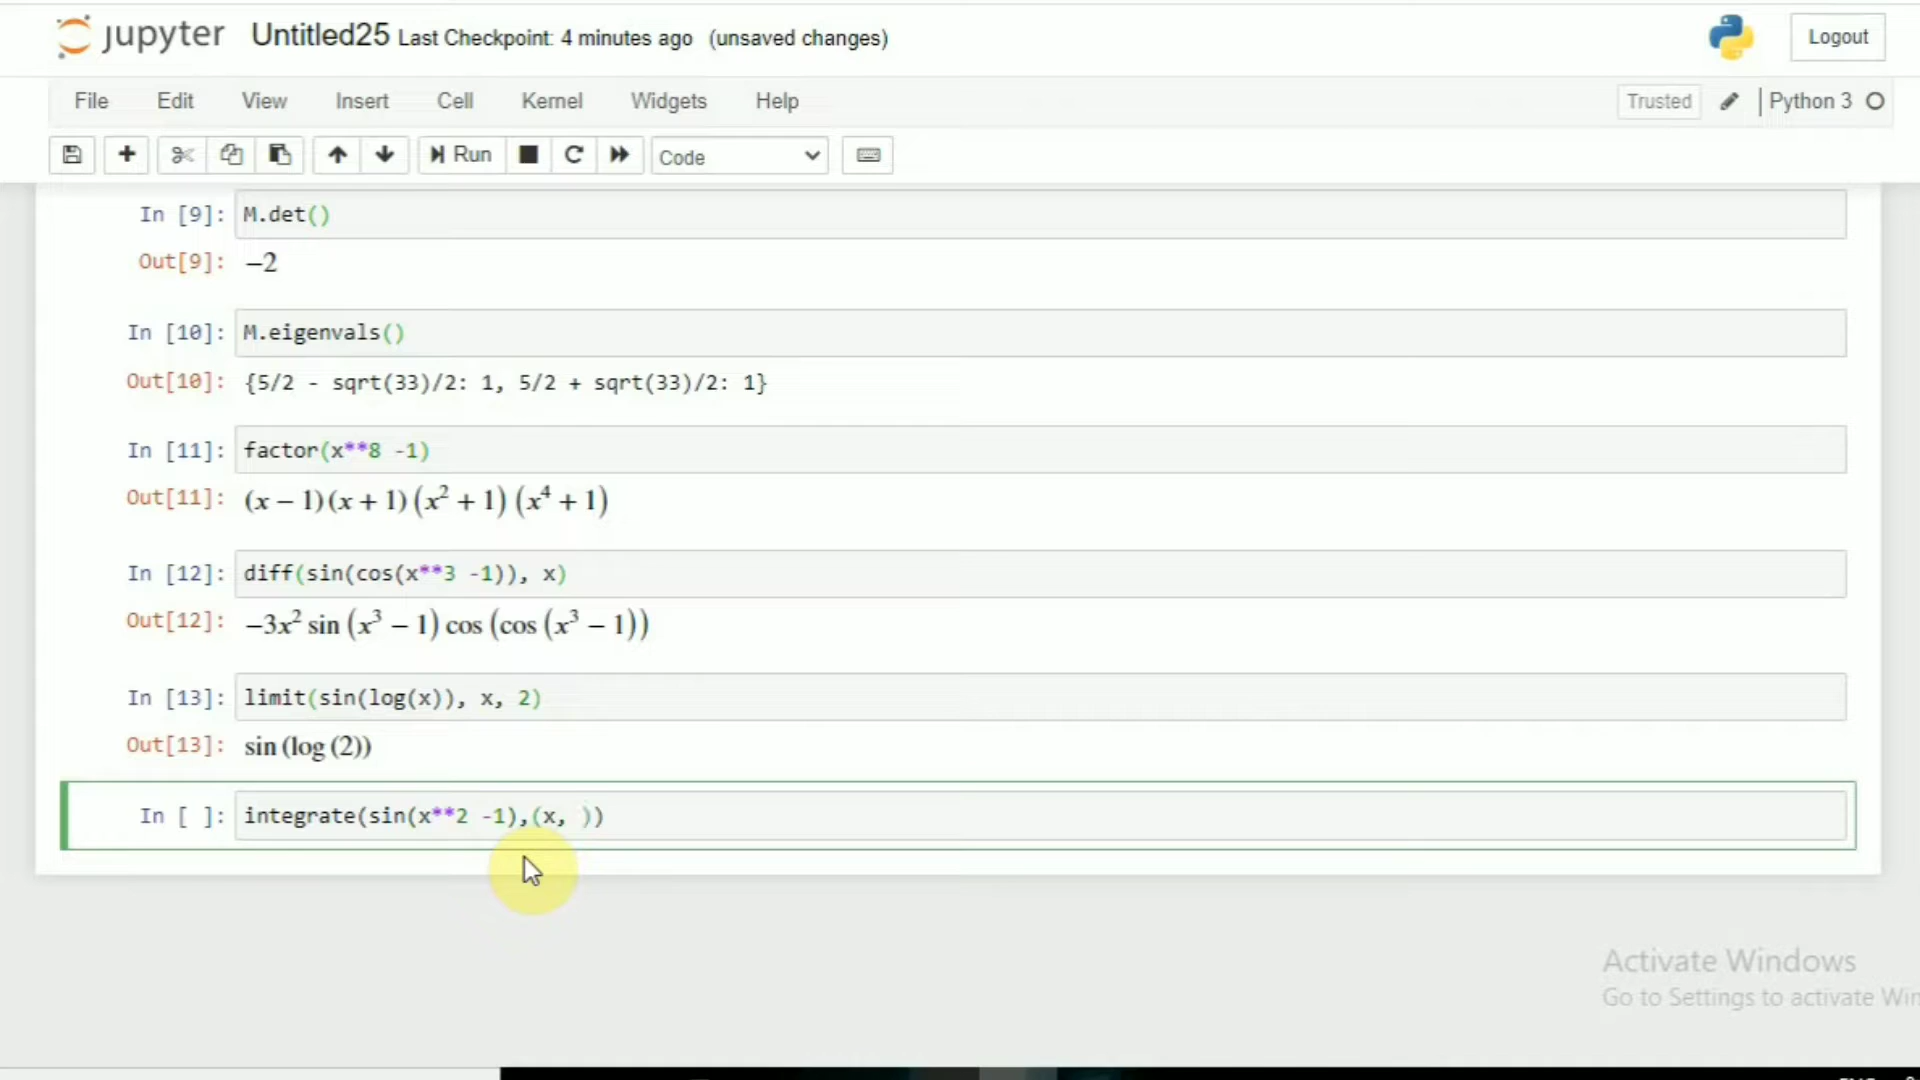 jupyter Untitled25 Last Checkpoint: 4 minutes ago (unsaved changes) Logout
File Edit View Insert Cell Kernel Widgets Help Trusted Python 3
Run Code
In [9]: M.det()
Out[9]: −2
In [10]: M.eigenvals()
Out[10]: {5/2 - sqrt(33)/2: 1, 5/2 + sqrt(33)/2: 1}
In [11]: factor(x**8 -1)
Out[11]: (x − 1)(x + 1)(x² + 1)(x⁴ + 1)
In [12]: diff(sin(cos(x**3 -1)), x)
Out[12]: −3x² sin (x³ − 1) cos (cos (x³ − 1))
In [13]: limit(sin(log(x)), x, 2)
Out[13]: sin (log (2))
In [ ]: integrate(sin(x**2 -1),(x, ))
Activate Windows
Go to Settings to activate Win